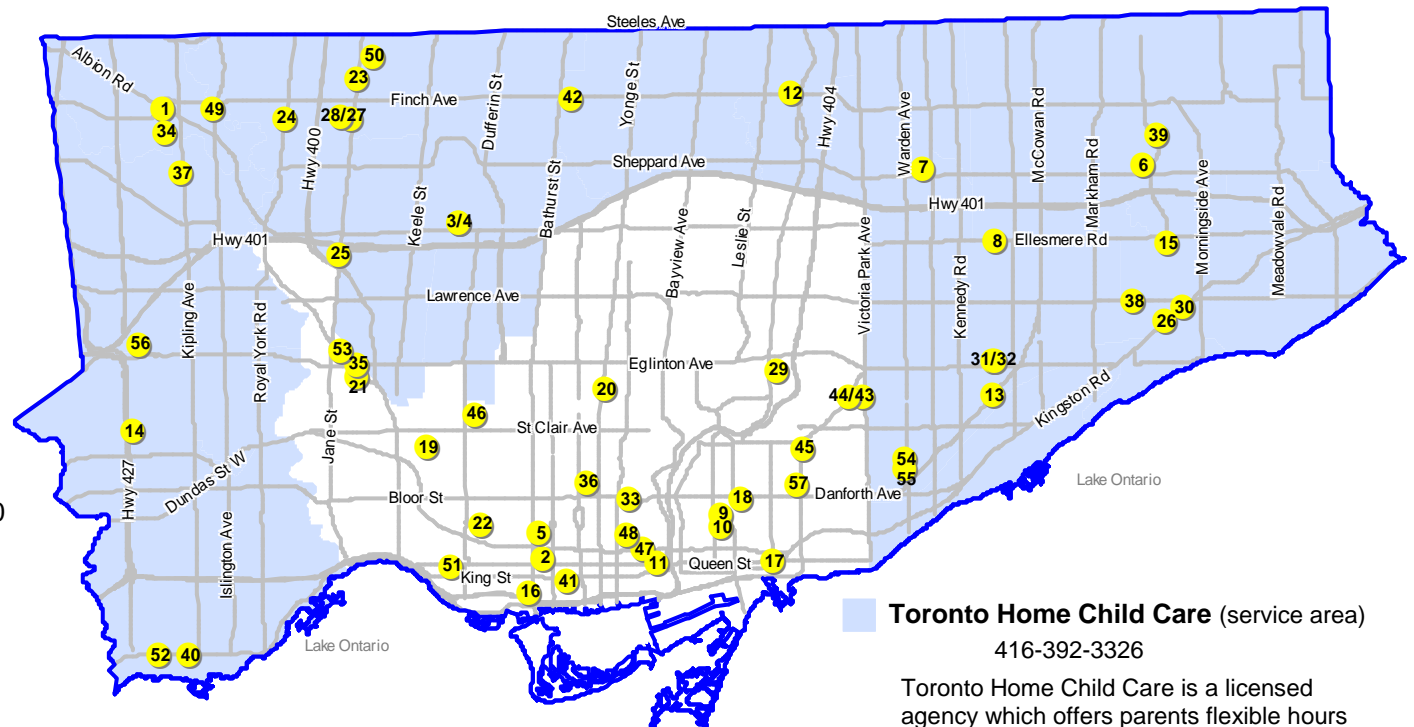 Steeles Ave
Albion Rd
50
23
Finch Ave
1
49
24
28/27
42
12
34
37
Hwy 400
Dufferin St
Yonge St
Hwy 404
Warden Ave
McCowan Rd
39
Sheppard Ave
7
Markham Rd
6
Keele St
3/4
Bathurst St
Hwy 401
Morningside Ave
Meadowvale Rd
Hwy 401
25
Bayview Ave
Leslie St
Victoria Park Ave
8
Ellesmere Rd
15
Kennedy Rd
Lawrence Ave
38
30
26
Kipling Ave
Royal York Rd
56
53
35
21
Eglinton Ave
29
31/32
20
44/43
13
Kingston Rd
14
46
St Clair Ave
Jane St
19
45
54
55
Lake Ontario
Hwy 427
Dundas St W
36
57
Danforth Ave
Bloor St
33
18
9
10
22
5
48
47
2
11
Queen St
17
51
King St
41
16
Islington Ave
0
Lake Ontario
52
40
Toronto Home Child Care (service area)
416-392-3326
Toronto Home Child Care is a licensed
agency which offers parents flexible hours